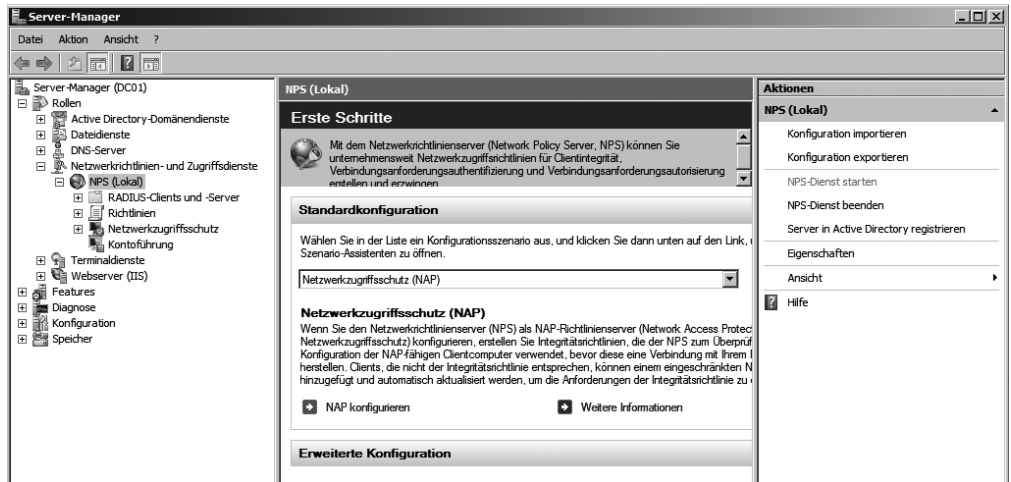 Server-Manager
Datei Aktion Ansicht ?
Server-Manager (DC01)
Rollen
Active Directory-Domänendienste
Dateidienste
DNS-Server
Netzwerkrichtlinien- und Zugriffsdienste
NPS (Lokal)
RADIUS-Clients und -Server
Richtlinien
Netzwerkzugriffsschutz
Kontoführung
Terminaldienste
Webserver (IIS)
Features
Diagnose
Konfiguration
Speicher
NPS (Lokal)
Erste Schritte
Mit dem Netzwerkrichtlinienserver (Network Policy Server, NPS) können Sie
unternehmensweit Netzwerkzugriffsrichtlinien für Clientintegrität,
Verbindungsanforderungsauthentifizierung und Verbindungsanforderungsautorisierung
erstellen und erzwingen
Standardkonfiguration
Wählen Sie in der Liste ein Konfigurationsszenario aus, und klicken Sie dann unten auf den Link,
Szenario-Assistenten zu öffnen.
Netzwerkzugriffsschutz (NAP)
Netzwerkzugriffsschutz (NAP)
Wenn Sie den Netzwerkrichtlinienserver (NPS) als NAP-Richtlinienserver (Network Access Protec
Netzwerkzugriffsschutz) konfigurieren, erstellen Sie Integritätsrichtlinien, die der NPS zum Überprüf
Konfiguration der NAP-fähigen Clientcomputer verwendet, bevor diese eine Verbindung mit Ihrem
herstellen. Clients, die nicht der Integritätsrichtlinie entsprechen, können einem eingeschränkten N
hinzugefügt und automatisch aktualisiert werden, um die Anforderungen der Integritätsrichtlinie zu
NAP konfigurieren
Weitere Informationen
Erweiterte Konfiguration
Aktionen
NPS (Lokal)
Konfiguration importieren
Konfiguration exportieren
NPS-Dienst starten
NPS-Dienst beenden
Server in Active Directory registrieren
Eigenschaften
Ansicht
Hilfe